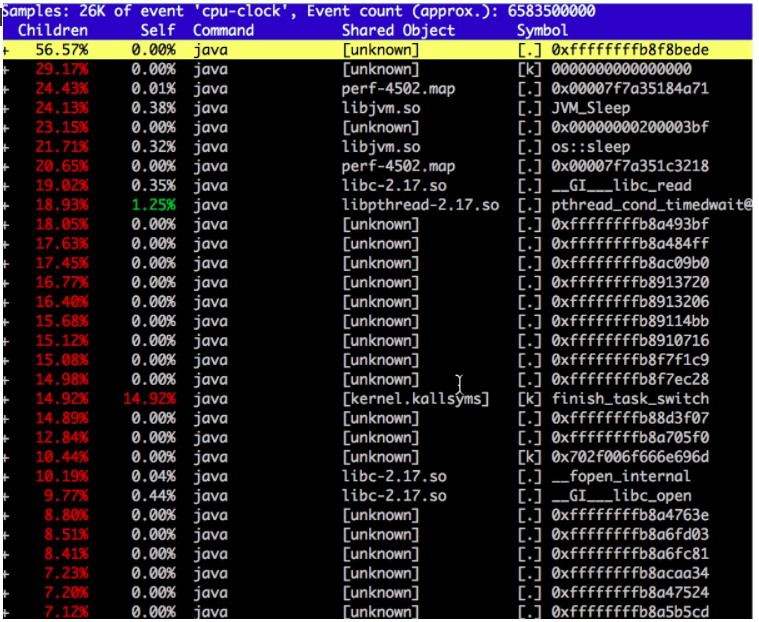 Samples: 26K of event 'cpu-clock', Event count (approx.): 6583500000
Children Self Command Shared Object Symbol
+ 56.57% 0.00% java [unknown] [.] 0xffffffffb8f8bede
+ 29.17% 0.00% java [unknown] [k] 0000000000000000
+ 24.43% 0.01% java perf-4502.map [.] 0x00007f7a35184a71
+ 24.13% 0.38% java libjvm.so [.] JVM_Sleep
+ 23.15% 0.00% java [unknown] [.] 0x00000000200003bf
+ 21.71% 0.32% java libjvm.so [.] os::sleep
+ 20.65% 0.00% java perf-4502.map [.] 0x00007f7a351c3218
+ 19.02% 0.35% java libc-2.17.so [.] __GI___libc_read
+ 18.93% 1.25% java libpthread-2.17.so [.] pthread_cond_timedwait@
+ 18.05% 0.00% java [unknown] [.] 0xffffffffb8a493bf
+ 17.63% 0.00% java [unknown] [.] 0xffffffffb8a484ff
+ 17.45% 0.00% java [unknown] [.] 0xffffffffb8ac09b0
+ 16.77% 0.00% java [unknown] [.] 0xffffffffb8913720
+ 16.40% 0.00% java [unknown] [.] 0xffffffffb8913206
+ 15.68% 0.00% java [unknown] [.] 0xffffffffb89114bb
+ 15.12% 0.00% java [unknown] [.] 0xffffffffb8910716
+ 15.08% 0.00% java [unknown] [.] 0xffffffffb8f7f1c9
+ 14.98% 0.00% java [unknown] [.] 0xffffffffb8f7ec28
+ 14.92% 14.92% java [kernel.kallsyms] [k] finish_task_switch
+ 14.89% 0.00% java [unknown] [.] 0xffffffffb88d3f07
+ 12.84% 0.00% java [unknown] [.] 0xffffffffb8a705f0
+ 10.44% 0.00% java [unknown] [k] 0x702f006f666e696d
+ 10.19% 0.04% java libc-2.17.so [.] __fopen_internal
+ 9.77% 0.44% java libc-2.17.so [.] __GI___libc_open
+ 8.80% 0.00% java [unknown] [.] 0xffffffffb8a4763e
+ 8.51% 0.00% java [unknown] [.] 0xffffffffb8a6fd03
+ 8.41% 0.00% java [unknown] [.] 0xffffffffb8a6fc81
+ 7.23% 0.00% java [unknown] [.] 0xffffffffb8acaa34
+ 7.20% 0.00% java [unknown] [.] 0xffffffffb8a47524
+ 7.12% 0.00% java [unknown] [.] 0xffffffffb8a5b5cd